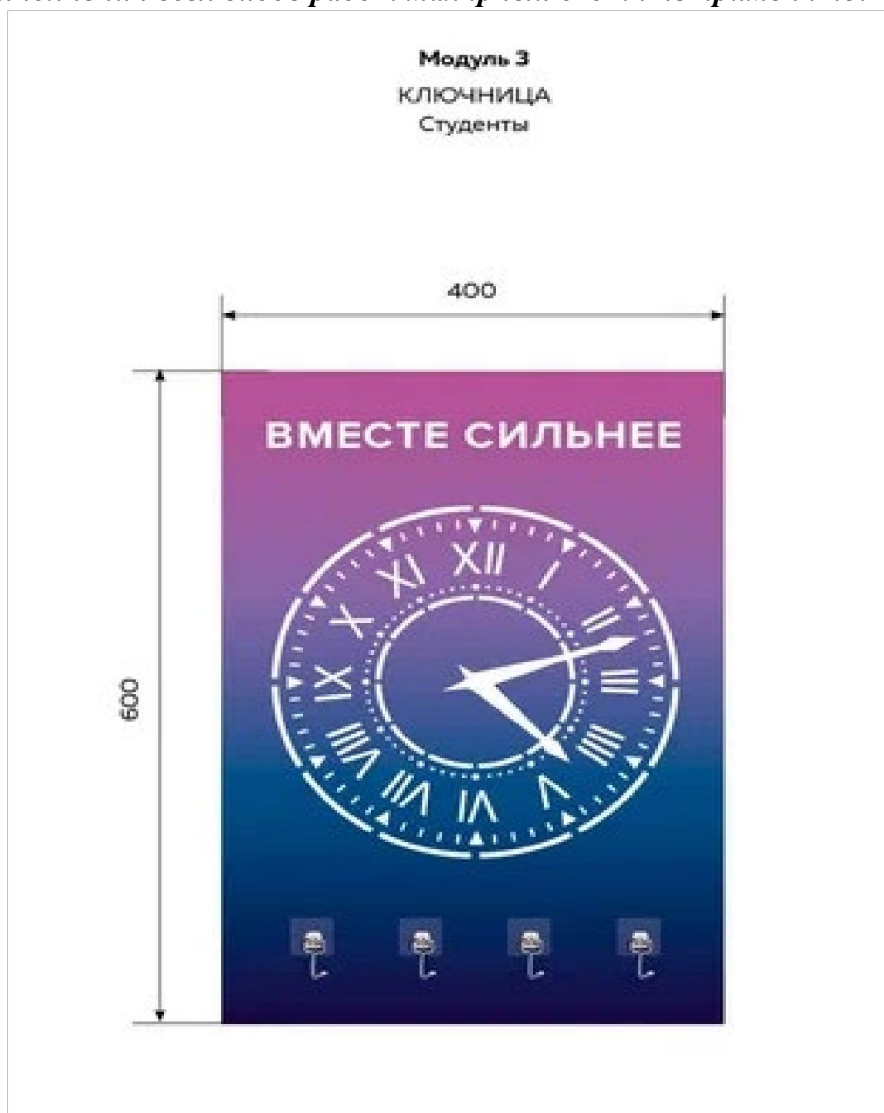 Модуль 3
КЛЮЧНИЦА
Студенты
400
600
ВМЕСТЕ СИЛЬНЕЕ
XII
I
II
III
IIII
V
VI
VII
VIII
IX
X
XI